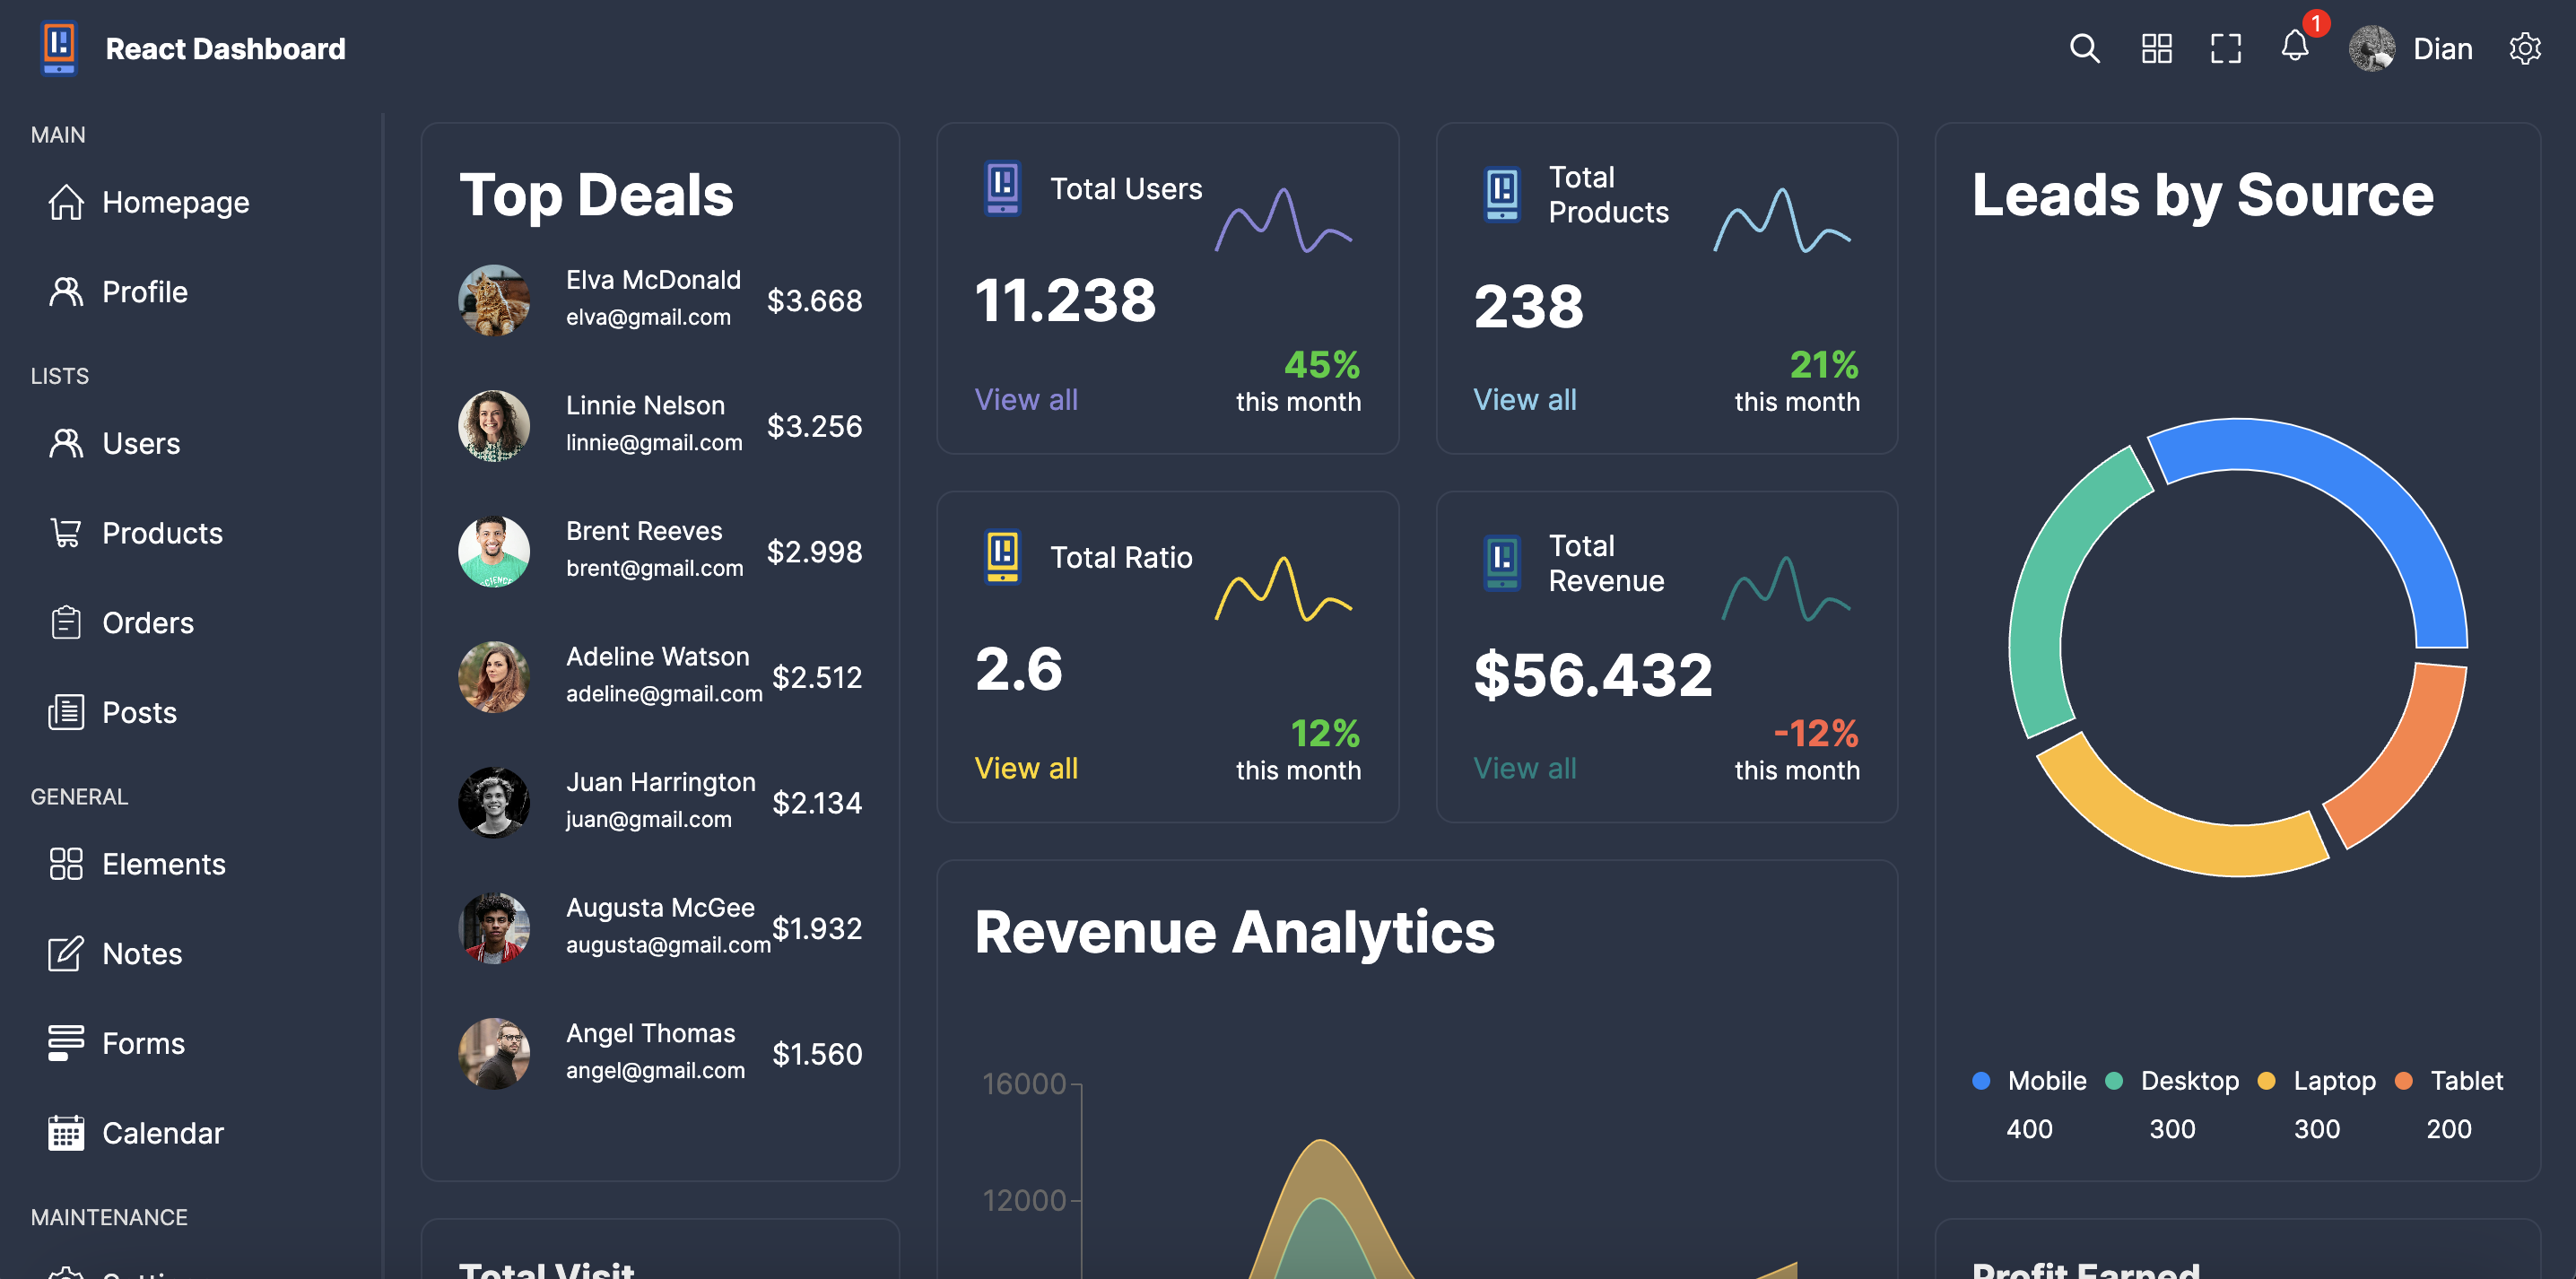 React Dashboard
1
Dian
MAIN
Homepage
Profile
LISTS
Users
Products
Orders
Posts
GENERAL
Elements
Notes
Forms
Calendar
MAINTENANCE
Top Deals
Elva McDonald
elva@gmail.com
$3.668
Linnie Nelson
linnie@gmail.com
$3.256
Brent Reeves
brent@gmail.com
$2.998
Adeline Watson
adeline@gmail.com
$2.512
Juan Harrington
juan@gmail.com
$2.134
Augusta McGee
augusta@gmail.com
$1.932
Angel Thomas
angel@gmail.com
$1.560
Total Visit
Total Users
11.238
View all
45%
this month
Total
Products
238
View all
21%
this month
Total Ratio
2.6
View all
12%
this month
Total
Revenue
$56.432
View all
-12%
this month
Revenue Analytics
16000
12000
Leads by Source
Mobile
400
Desktop
300
Laptop
300
Tablet
200
Profit Earned